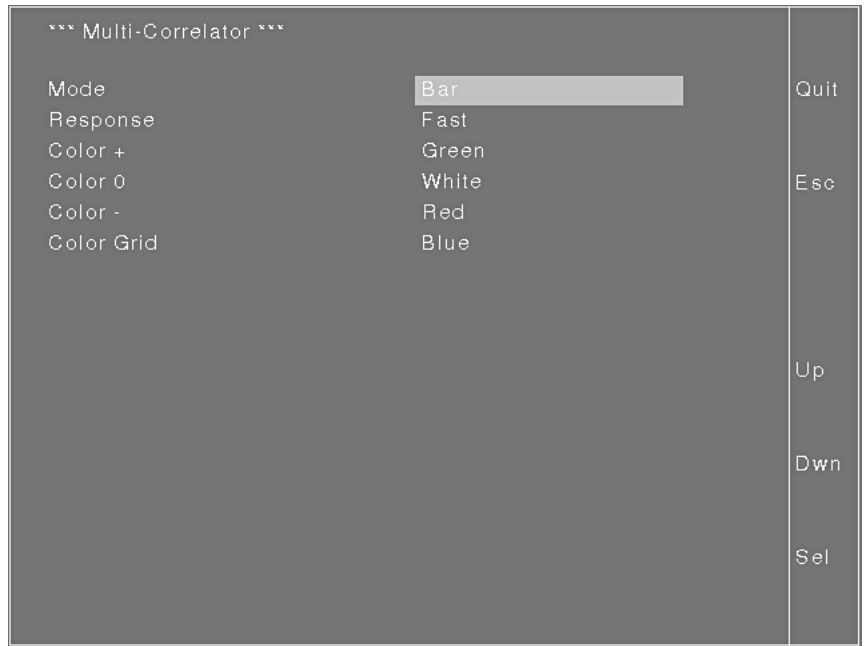 *** Multi-Correlator ***
Mode Bar
Response Fast
Color + Green
Color 0 White
Color - Red
Color Grid Blue
Quit
Esc
Up
Dwn
Sel